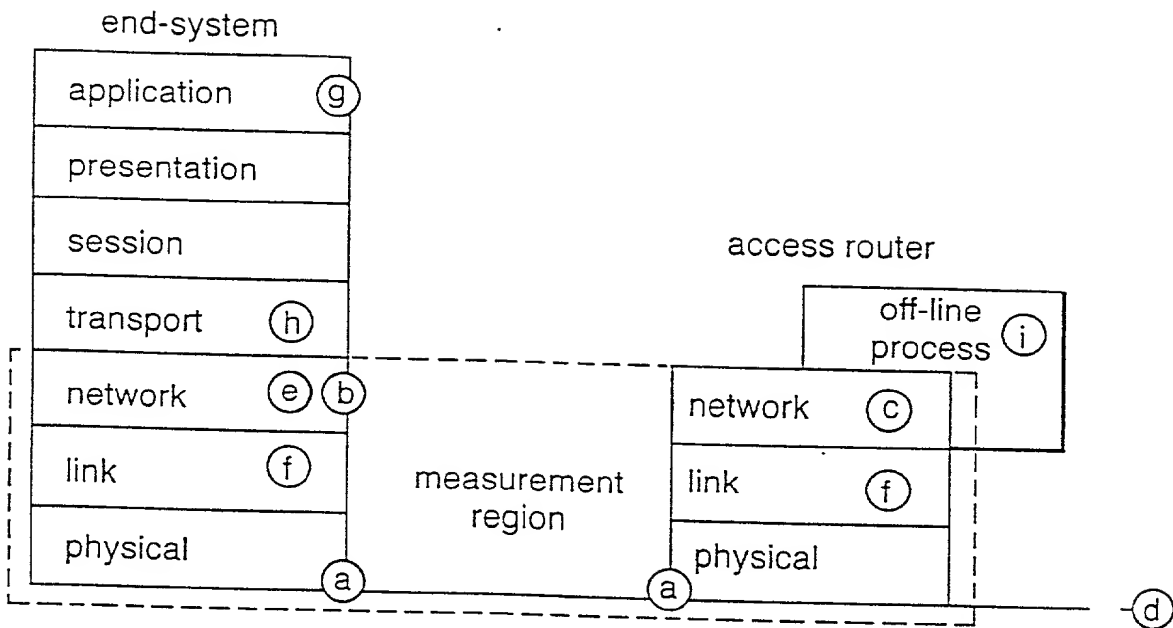 end-system
application g
presentation
session
access router
transport h
off-line
process i
network e b
network c
link f
measurement
region
link f
physical a
a physical
d